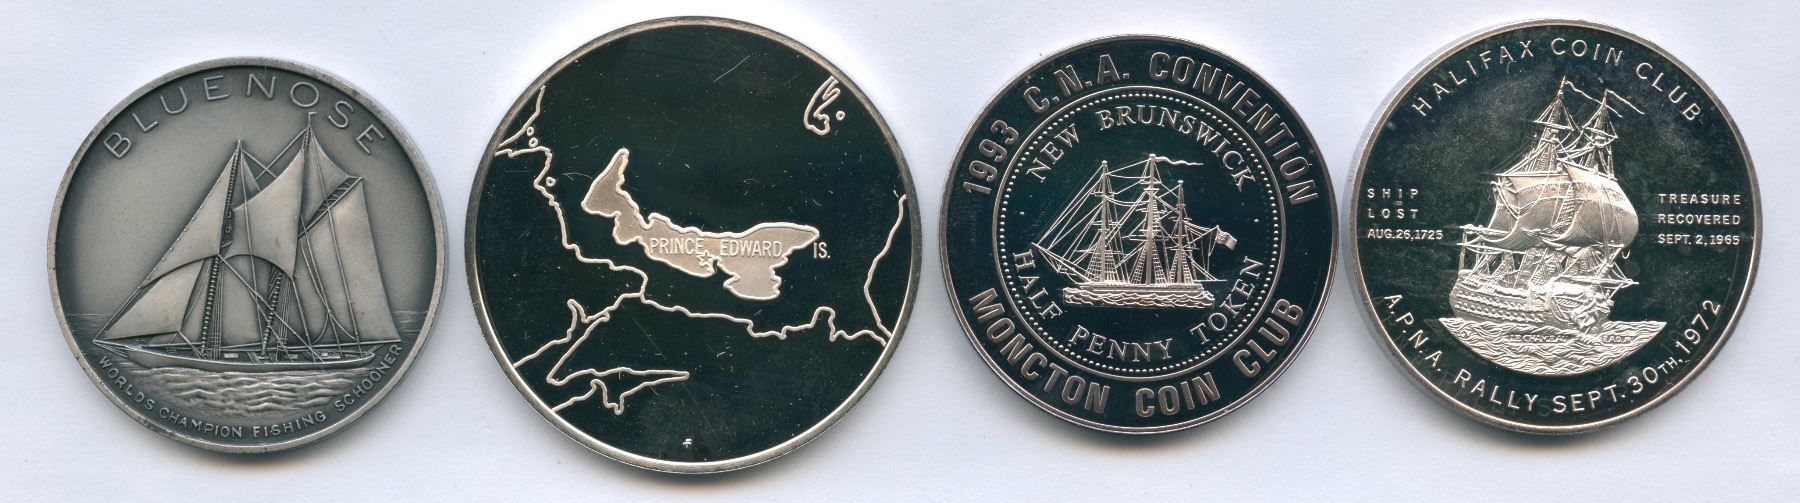 BLUENOSE
WORLDS CHAMPION FISHING SCHOONER
PRINCE EDWARD IS.
1993 C.N.A. CONVENTION
NEW BRUNSWICK
HALF PENNY TOKEN
MONCTON COIN CLUB
HALIFAX COIN CLUB
SHIP
LOST
AUG.26,1725
TREASURE
RECOVERED
SEPT. 2, 1965
A.P.N.A. RALLY SEPT. 30TH, 1972